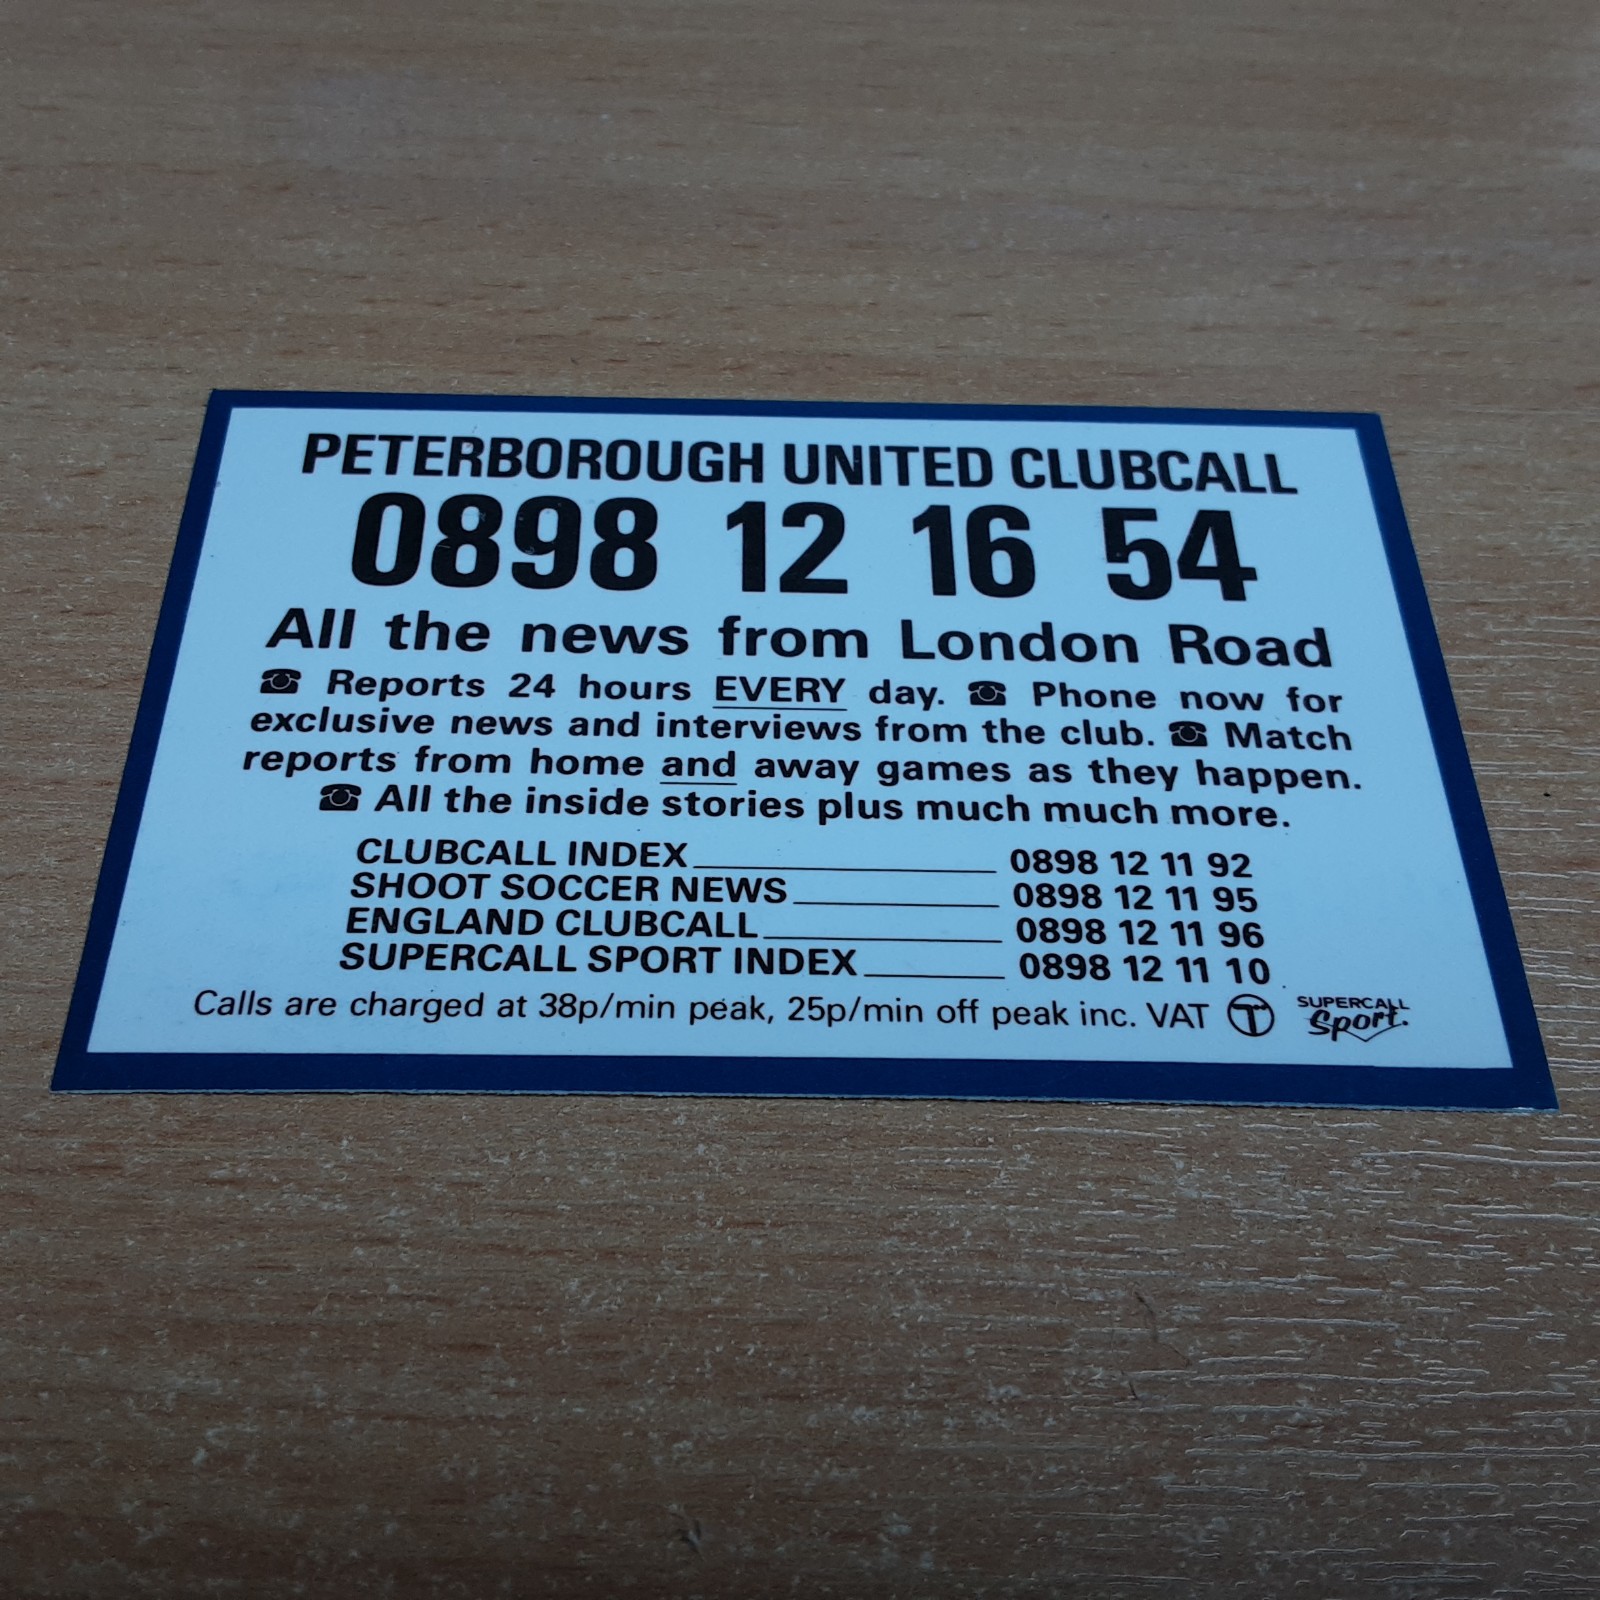 PETERBOROUGH UNITED CLUBCALL
0898 12 16 54
All the news from London Road
☎ Reports 24 hours EVERY day. ☎ Phone now for
exclusive news and interviews from the club. ☎ Match
reports from home and away games as they happen.
☎ All the inside stories plus much much more.
CLUBCALL INDEX____________ 0898 12 11 92
SHOOT SOCCER NEWS________ 0898 12 11 95
ENGLAND CLUBCALL_________ 0898 12 11 96
SUPERCALL SPORT INDEX_____ 0898 12 11 10
Calls are charged at 38p/min peak, 25p/min off peak inc. VAT T SUPERCALL
Sport.